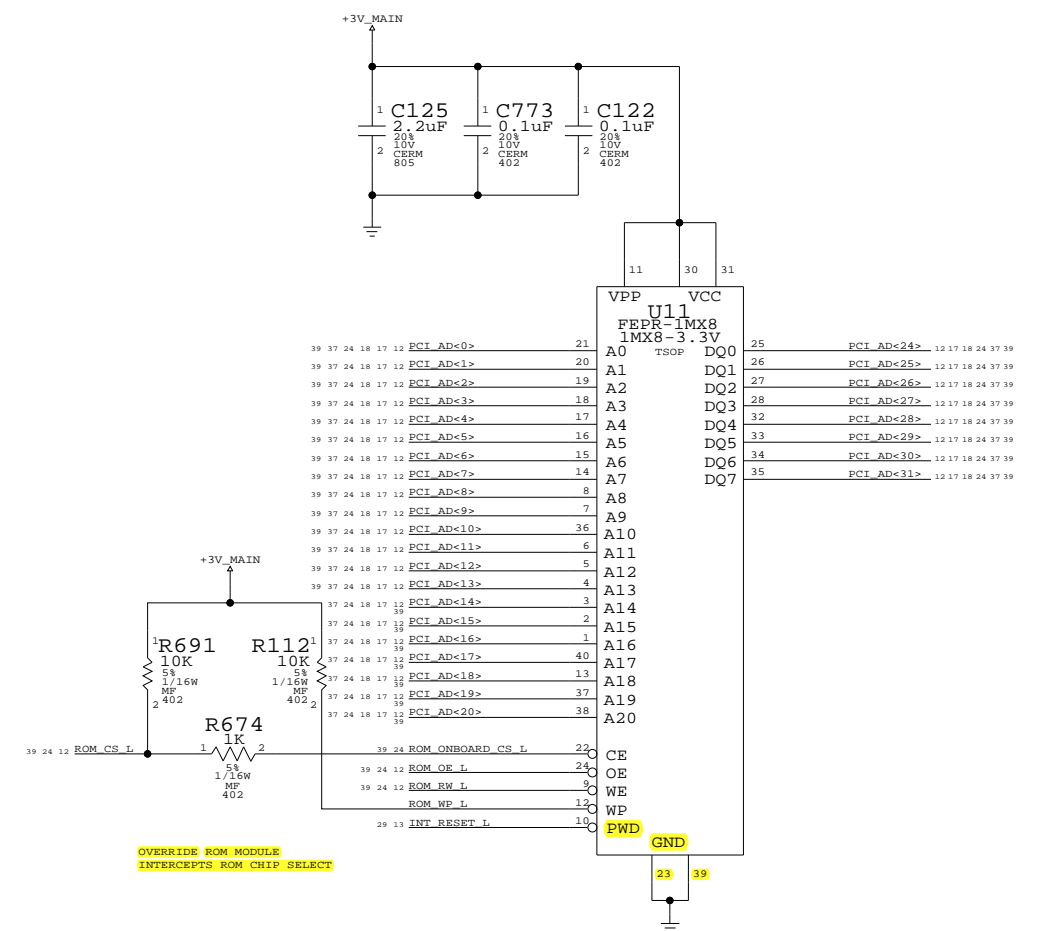 +3V_MAIN
1 C125
2.2uF
20%
10V
CERM
805
2
1 C773
0.1uF
20%
10V
CERM
402
2
1 C122
0.1uF
20%
10V
CERM
402
2
11 30 31
VPP VCC
U11
FEPR-1MX8
1MX8-3.3V
TSOP
39 37 24 18 17 12 PCI_AD<0> 21 A0 DQ0 25 PCI_AD<24> 12 17 18 24 37 39
39 37 24 18 17 12 PCI_AD<1> 20 A1 DQ1 26 PCI_AD<25> 12 17 18 24 37 39
39 37 24 18 17 12 PCI_AD<2> 19 A2 DQ2 27 PCI_AD<26> 12 17 18 24 37 39
39 37 24 18 17 12 PCI_AD<3> 18 A3 DQ3 28 PCI_AD<27> 12 17 18 24 37 39
39 37 24 18 17 12 PCI_AD<4> 17 A4 DQ4 32 PCI_AD<28> 12 17 18 24 37 39
39 37 24 18 17 12 PCI_AD<5> 16 A5 DQ5 33 PCI_AD<29> 12 17 18 24 37 39
39 37 24 18 17 12 PCI_AD<6> 15 A6 DQ6 34 PCI_AD<30> 12 17 18 24 37 39
39 37 24 18 17 12 PCI_AD<7> 14 A7 DQ7 35 PCI_AD<31> 12 17 18 24 37 39
39 37 24 18 17 12 PCI_AD<8> 8 A8
39 37 24 18 17 12 PCI_AD<9> 7 A9
39 37 24 18 17 12 PCI_AD<10> 36 A10
39 37 24 18 17 12 PCI_AD<11> 6 A11
39 37 24 18 17 12 PCI_AD<12> 5 A12
39 37 24 18 17 12 PCI_AD<13> 4 A13
37 24 18 17 12 PCI_AD<14> 3 A14
39
37 24 18 17 12 PCI_AD<15> 2 A15
39
37 24 18 17 12 PCI_AD<16> 1 A16
39
37 24 18 17 12 PCI_AD<17> 40 A17
39
37 24 18 17 12 PCI_AD<18> 13 A18
39
37 24 18 17 12 PCI_AD<19> 37 A19
39
37 24 18 17 12 PCI_AD<20> 38 A20
39
+3V_MAIN
1 R691
10K
5%
1/16W
MF
402
2
R112 1
10K
5%
1/16W
MF
402
2
R674
1 1K 2
5%
1/16W
MF
402
39 24 12 ROM_CS_L
39 24 ROM_ONBOARD_CS_L 22 CE
39 24 12 ROM_OE_L 24 OE
39 24 12 ROM_RW_L 9 WE
ROM_WP_L 12 WP
29 13 INT_RESET_L 10 PWD
GND
23 39
OVERRIDE ROM MODULE
INTERCEPTS ROM CHIP SELECT